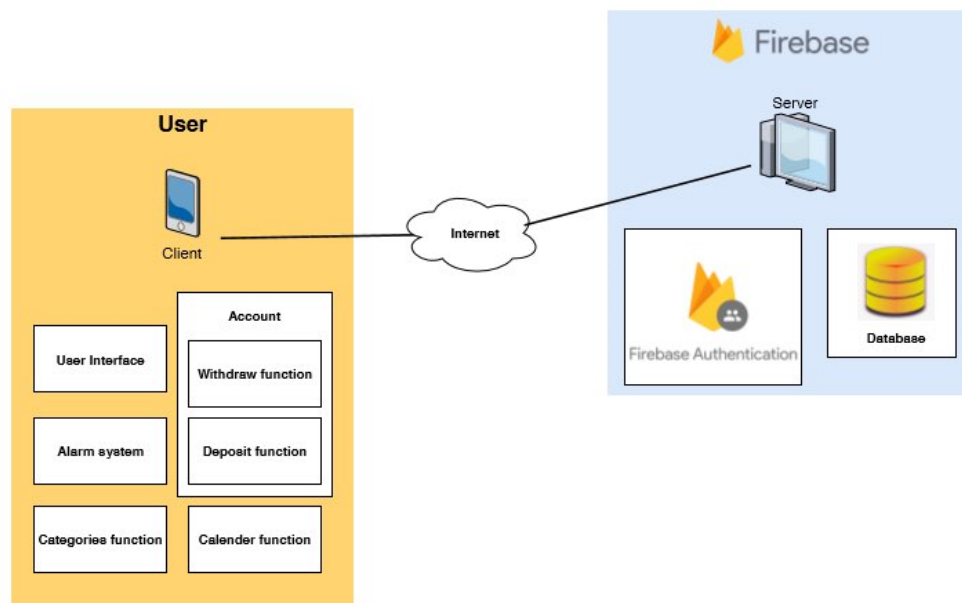 Firebase
Server
User
Client
Internet
Firebase Authentication
Database
Account
User Interface
Withdraw function
Alarm system
Deposit function
Categories function
Calender function